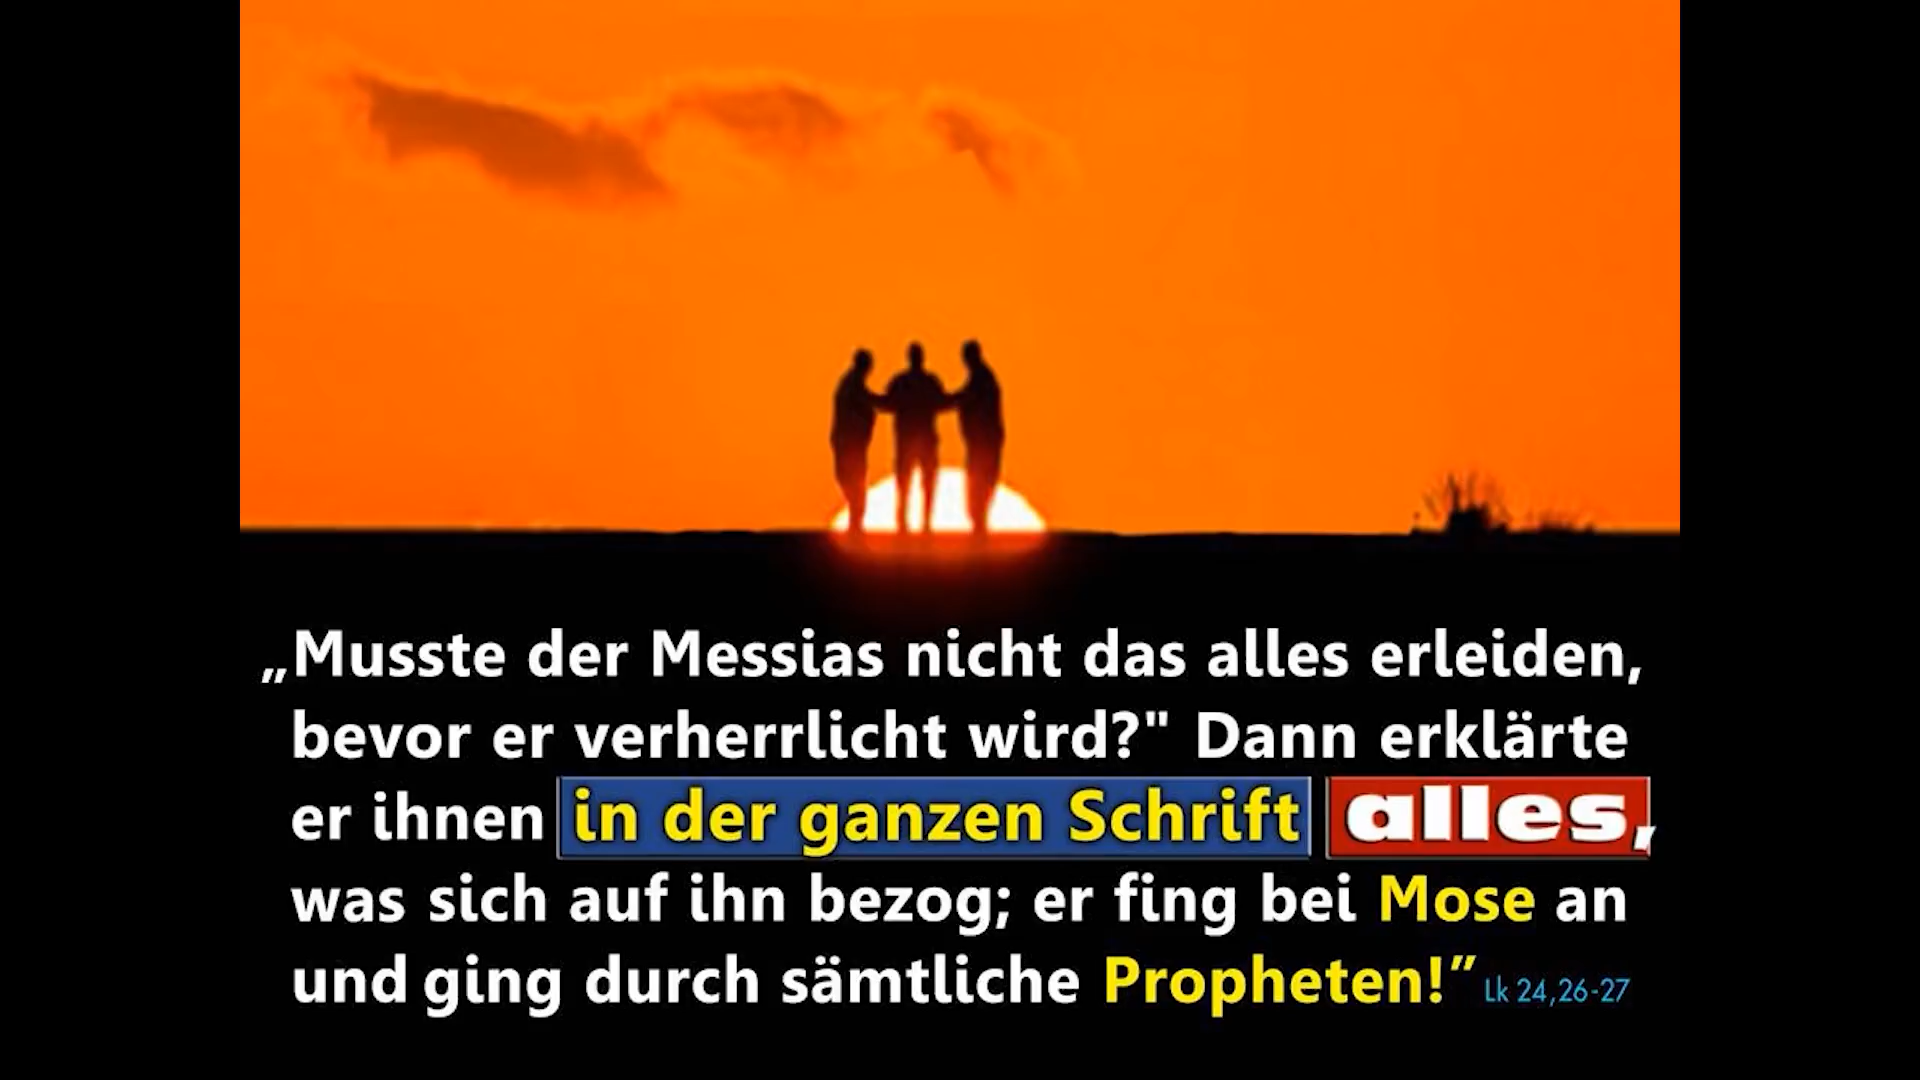 „Musste der Messias nicht das alles erleiden,
bevor er verherrlicht wird?" Dann erklärte
er ihnen in der ganzen Schrift alles,
was sich auf ihn bezog; er fing bei Mose an
und ging durch sämtliche Propheten!” Lk 24,26-27